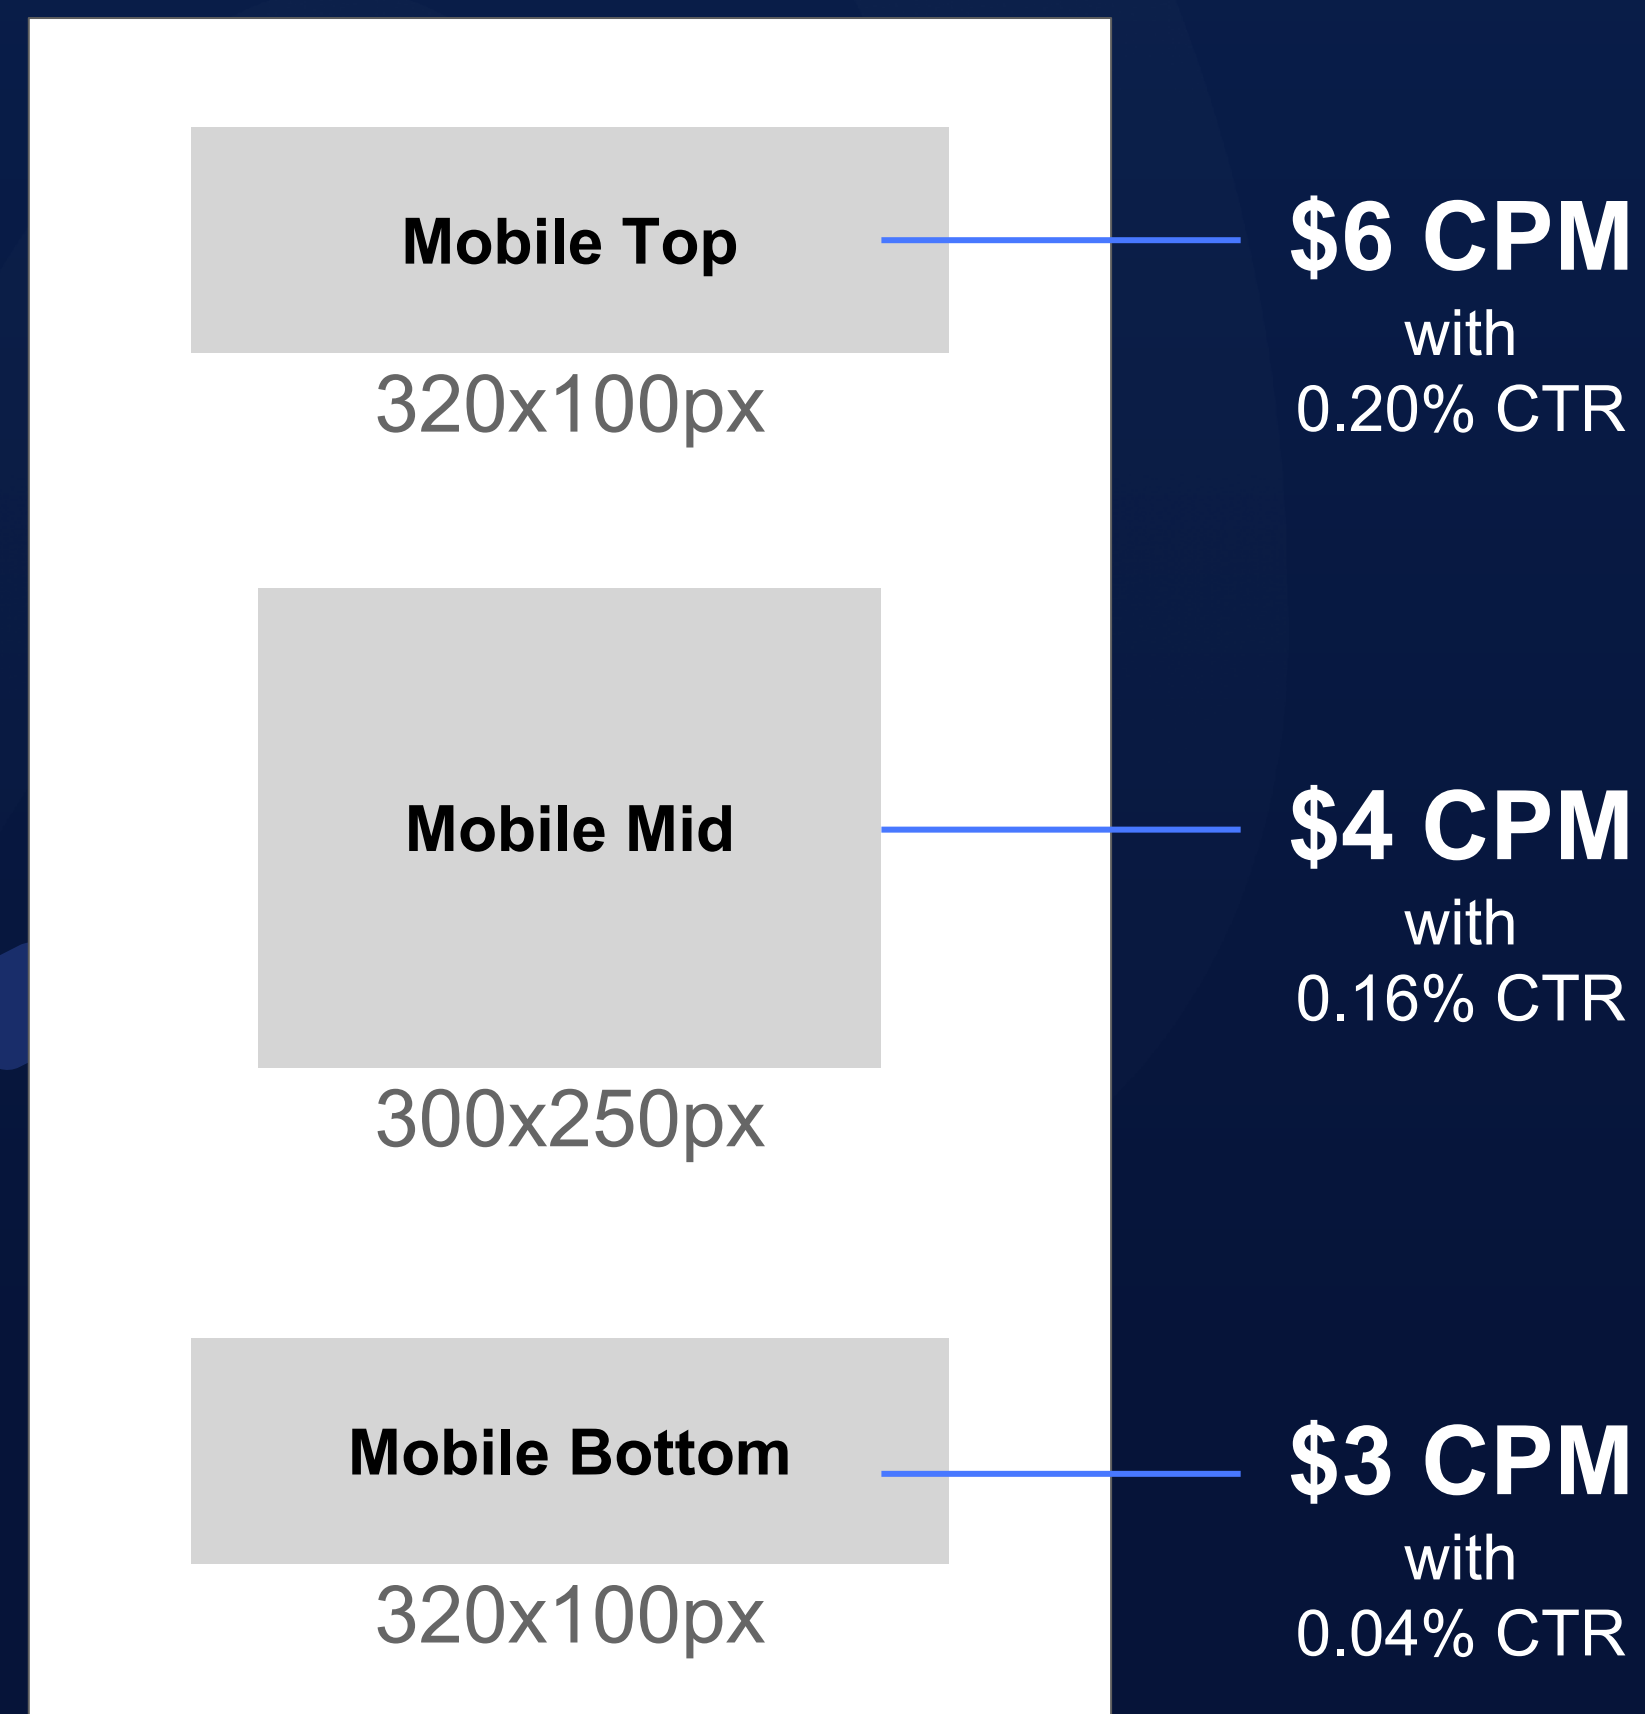 Mobile Top
320x100px
$6 CPM
with
0.20% CTR
Mobile Mid
300x250px
$4 CPM
with
0.16% CTR
Mobile Bottom
320x100px
$3 CPM
with
0.04% CTR